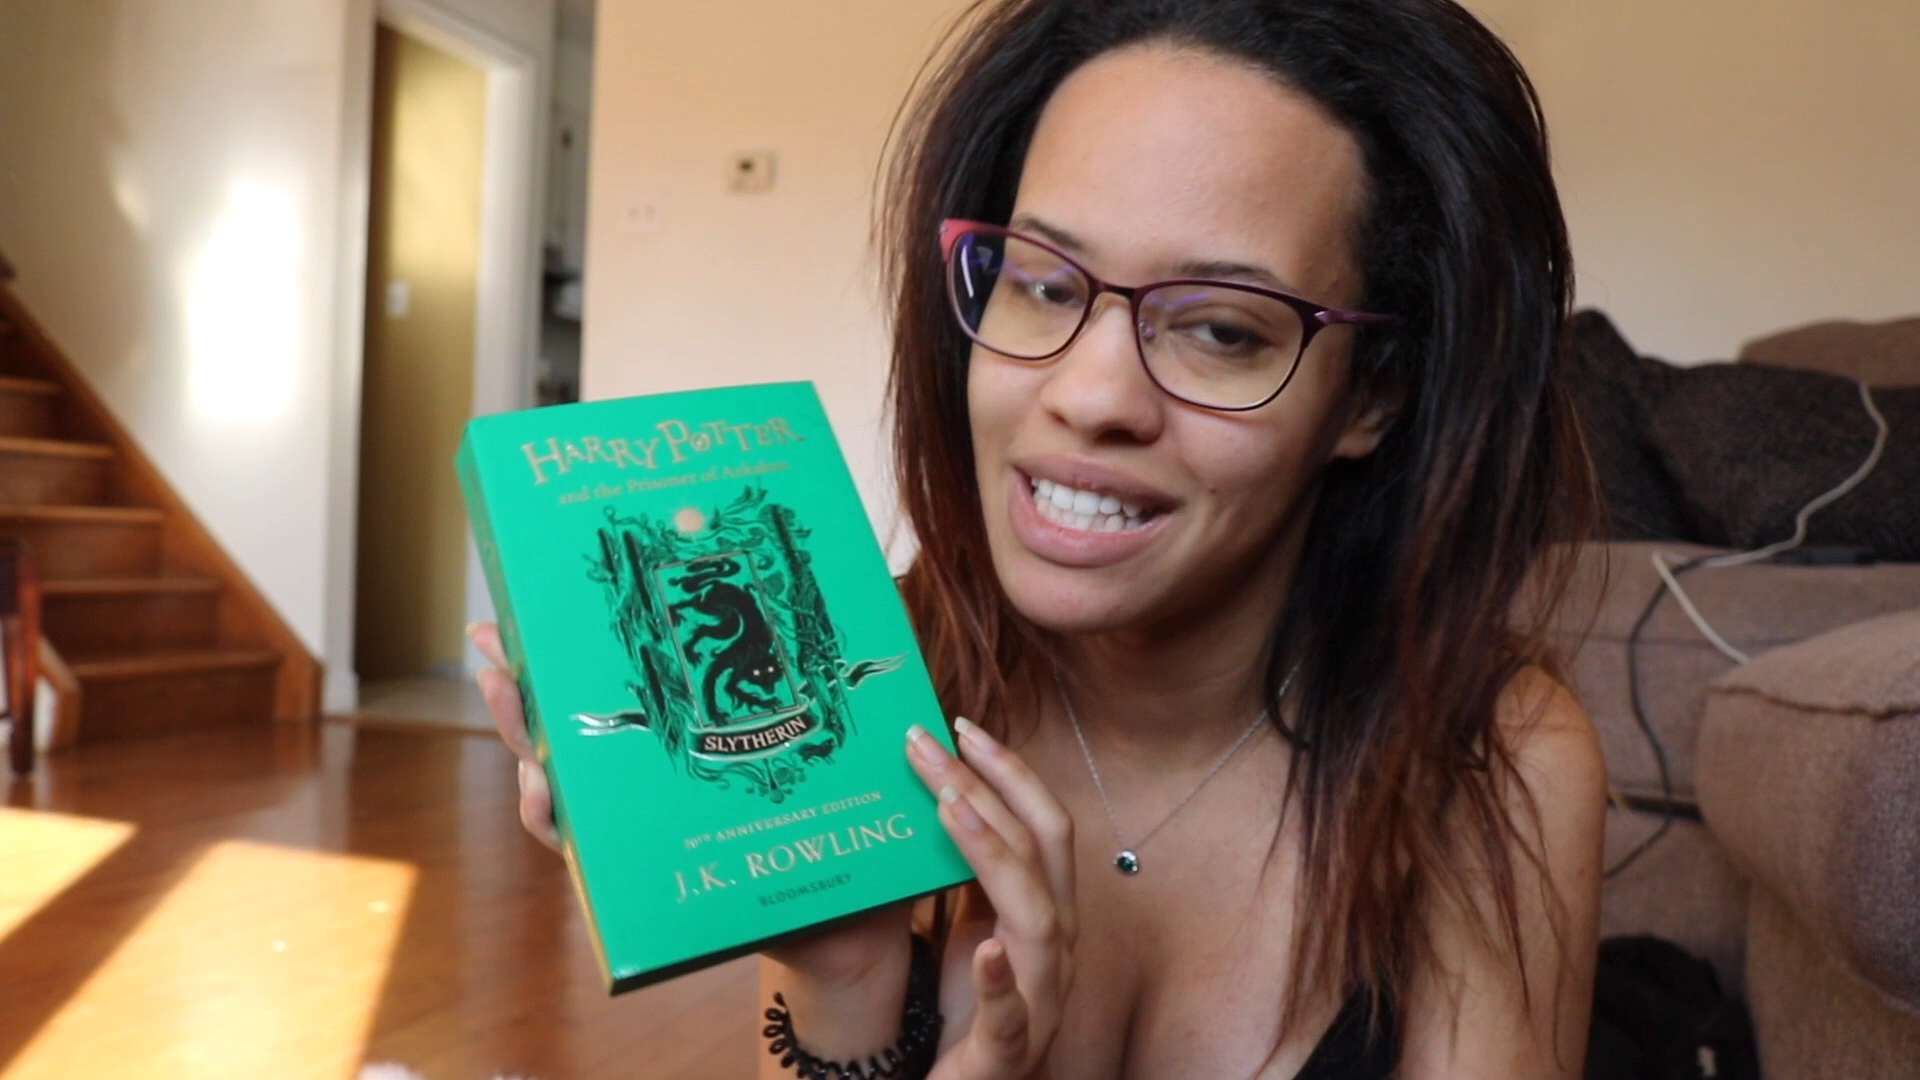 HARRY POTTER
and the Prisoner of Azkaban
SLYTHERIN
20TH ANNIVERSARY EDITION
J.K. ROWLING
BLOOMSBURY